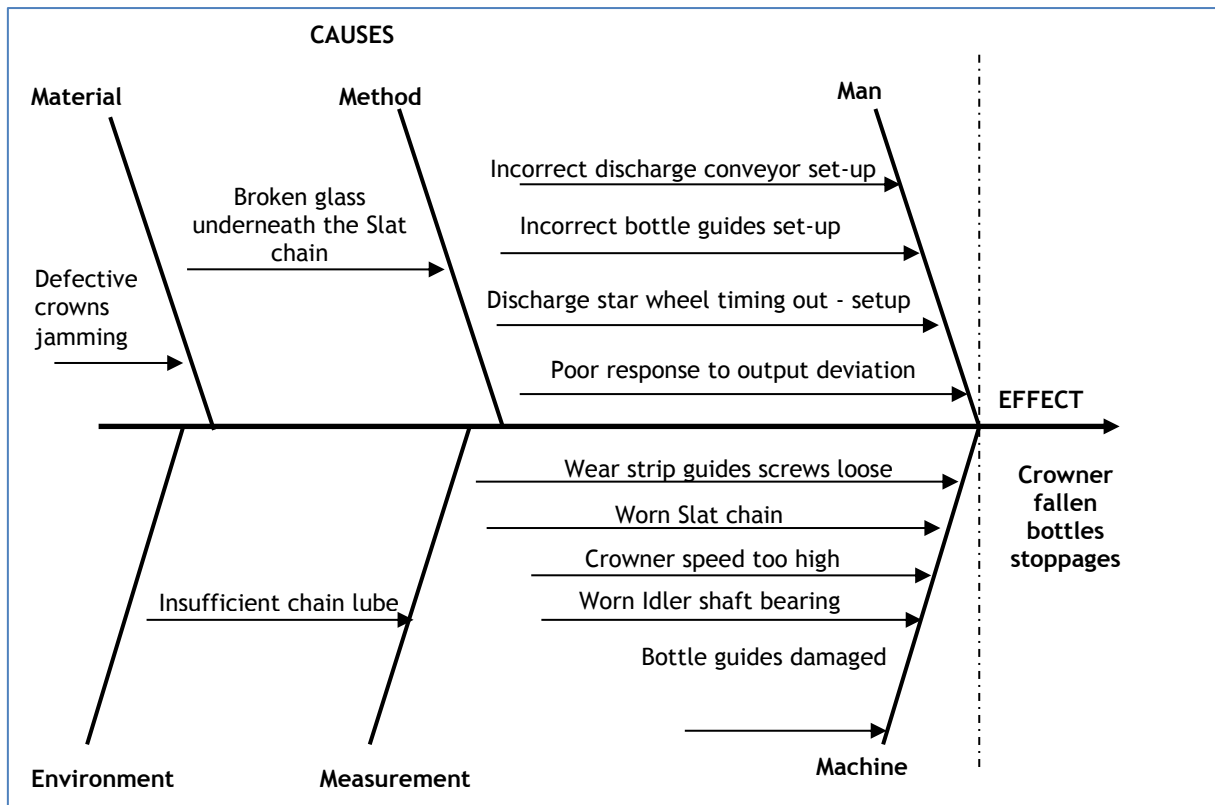 CAUSES
Material
Method
Man
Incorrect discharge conveyor set-up
Broken glass
underneath the Slat
chain
Incorrect bottle guides set-up
Defective
crowns
jamming
Discharge star wheel timing out - setup
Poor response to output deviation
EFFECT
Wear strip guides screws loose
Crowner
fallen
bottles
stoppages
Worn Slat chain
Crowner speed too high
Insufficient chain lube
Worn Idler shaft bearing
Bottle guides damaged
Environment
Measurement
Machine